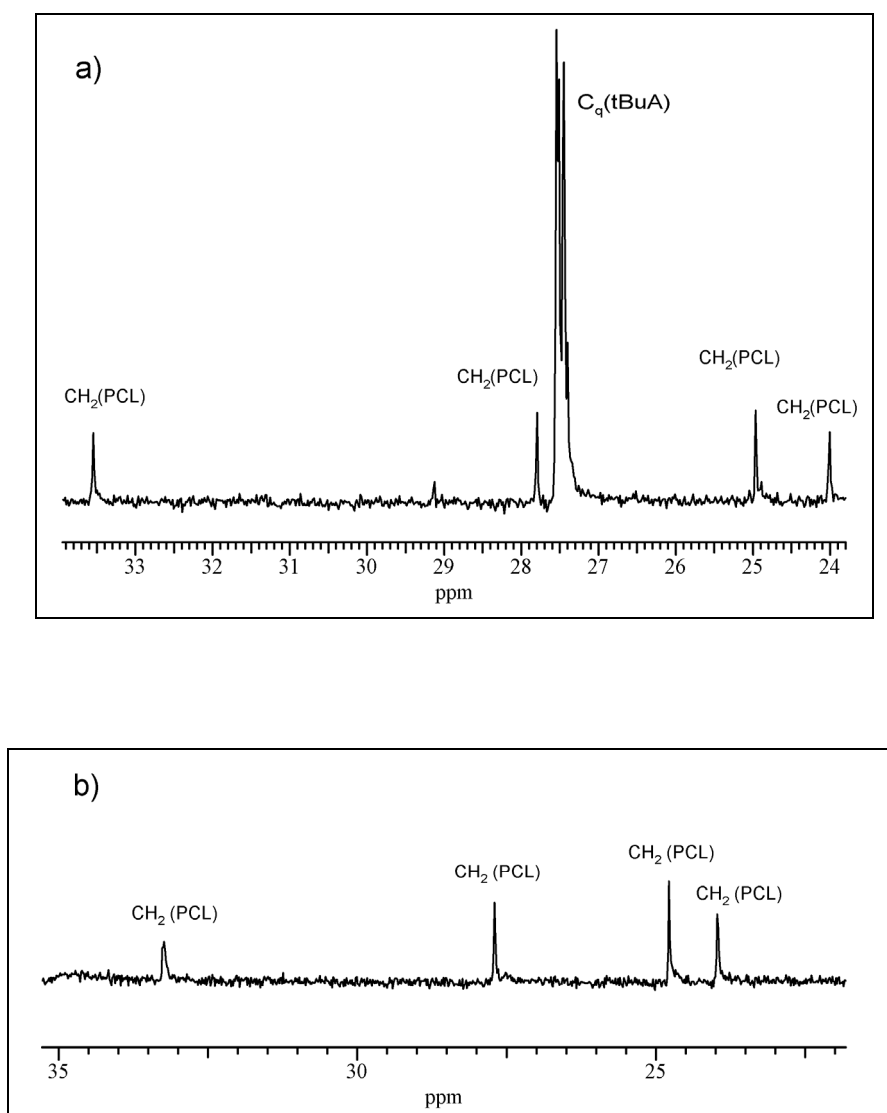 a)
C_q(tBuA)
CH₂(PCL)
CH₂(PCL)
CH₂(PCL)
CH₂(PCL)
33 32 31 30 29 28 27 26 25 24
ppm
b)
CH₂ (PCL)
CH₂ (PCL)
CH₂ (PCL)
CH₂ (PCL)
35 30 25
ppm